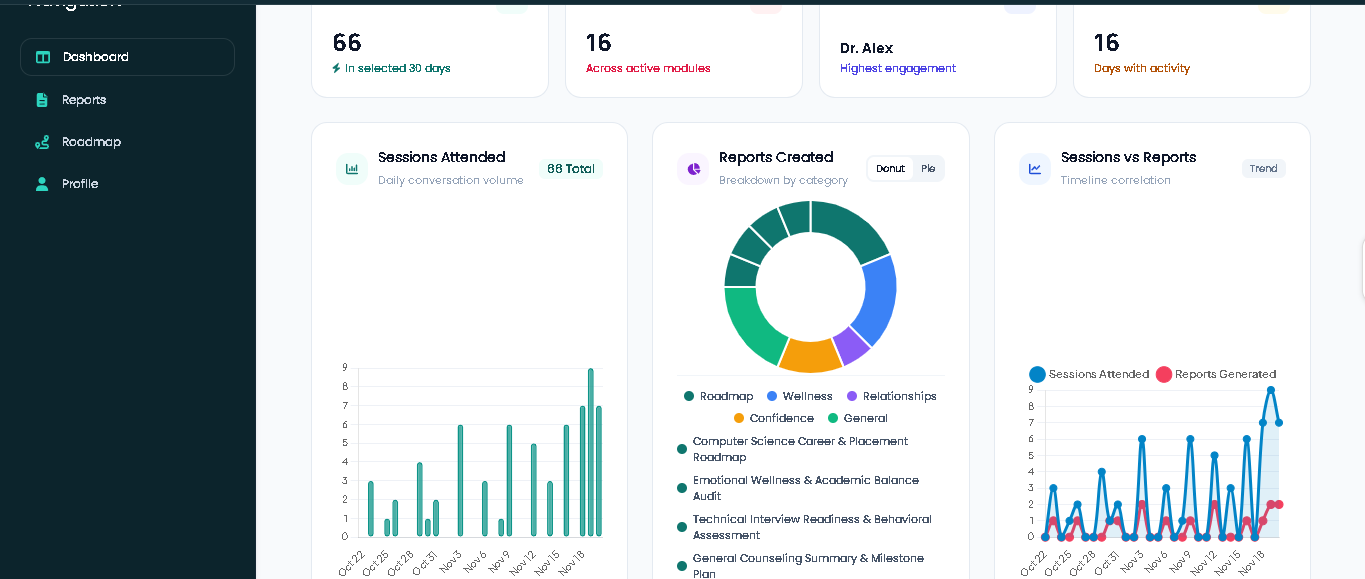 Navigation
Dashboard
Reports
Roadmap
Profile
66
In selected 30 days
16
Across active modules
Dr. Alex
Highest engagement
16
Days with activity
Sessions Attended
Daily conversation volume
66 Total
9
8
7
6
5
4
3
2
1
0
Oct 22
Oct 25
Oct 28
Oct 31
Nov 3
Nov 6
Nov 9
Nov 12
Nov 15
Nov 18
Reports Created
Breakdown by category
Donut
Pie
Roadmap
Wellness
Relationships
Confidence
General
Computer Science Career & Placement
Roadmap
Emotional Wellness & Academic Balance
Audit
Technical Interview Readiness & Behavioral
Assessment
General Counseling Summary & Milestone
Plan
Sessions vs Reports
Timeline correlation
Trend
Sessions Attended
Reports Generated
9
8
7
6
5
4
3
2
1
0
Oct 22
Oct 25
Oct 28
Oct 31
Nov 3
Nov 6
Nov 9
Nov 12
Nov 15
Nov 18